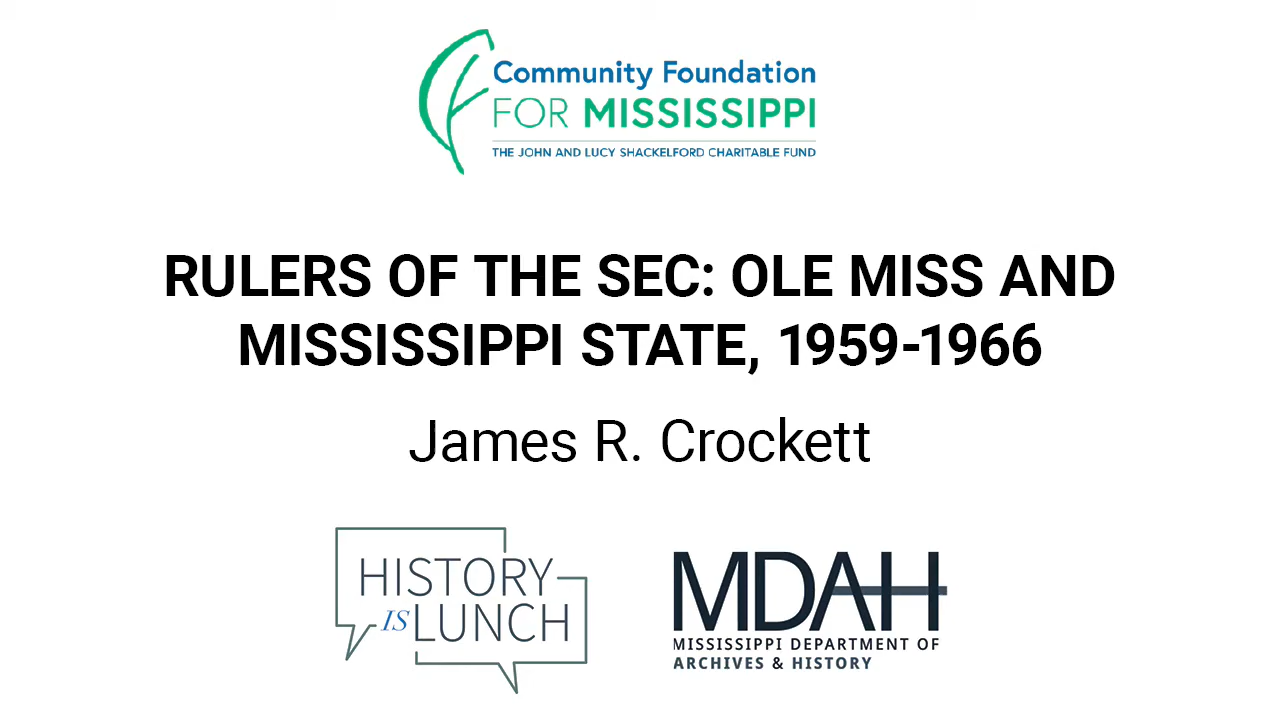 Community Foundation
FOR MISSISSIPPI
THE JOHN AND LUCY SHACKELFORD CHARITABLE FUND
RULERS OF THE SEC: OLE MISS AND
MISSISSIPPI STATE, 1959-1966
James R. Crockett
HISTORY
IS LUNCH
MDAH
MISSISSIPPI DEPARTMENT OF
ARCHIVES & HISTORY